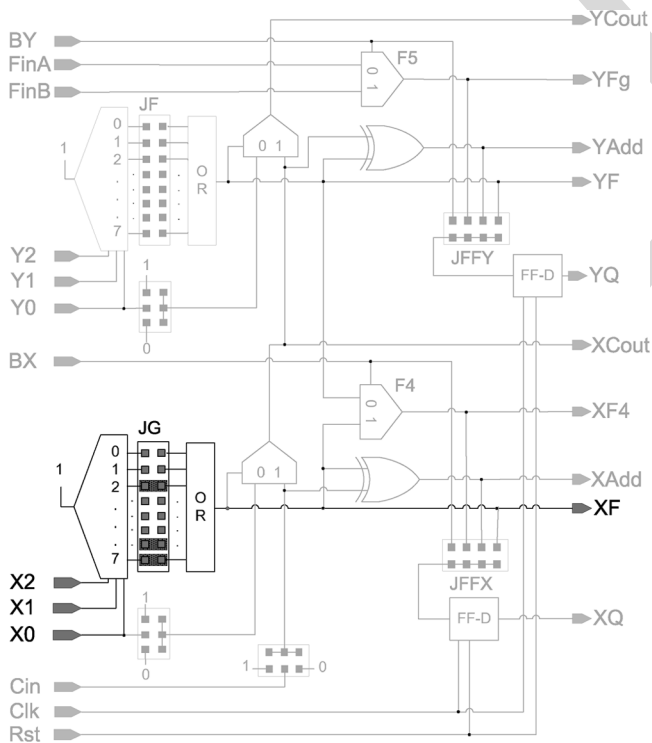 YCout
BY
FinA
F5
0
1
YFg
FinB
JF
1
0
1
2
.
.
.
7
O
R
0 1
YAdd
YF
Y2
Y1
Y0
1
0
JFFY
FF-D
YQ
XCout
BX
F4
0
1
XF4
JG
1
0
1
2
.
.
.
7
O
R
0 1
XAdd
XF
X2
X1
X0
1
0
JFFX
FF-D
XQ
1
0
Cin
Clk
Rst